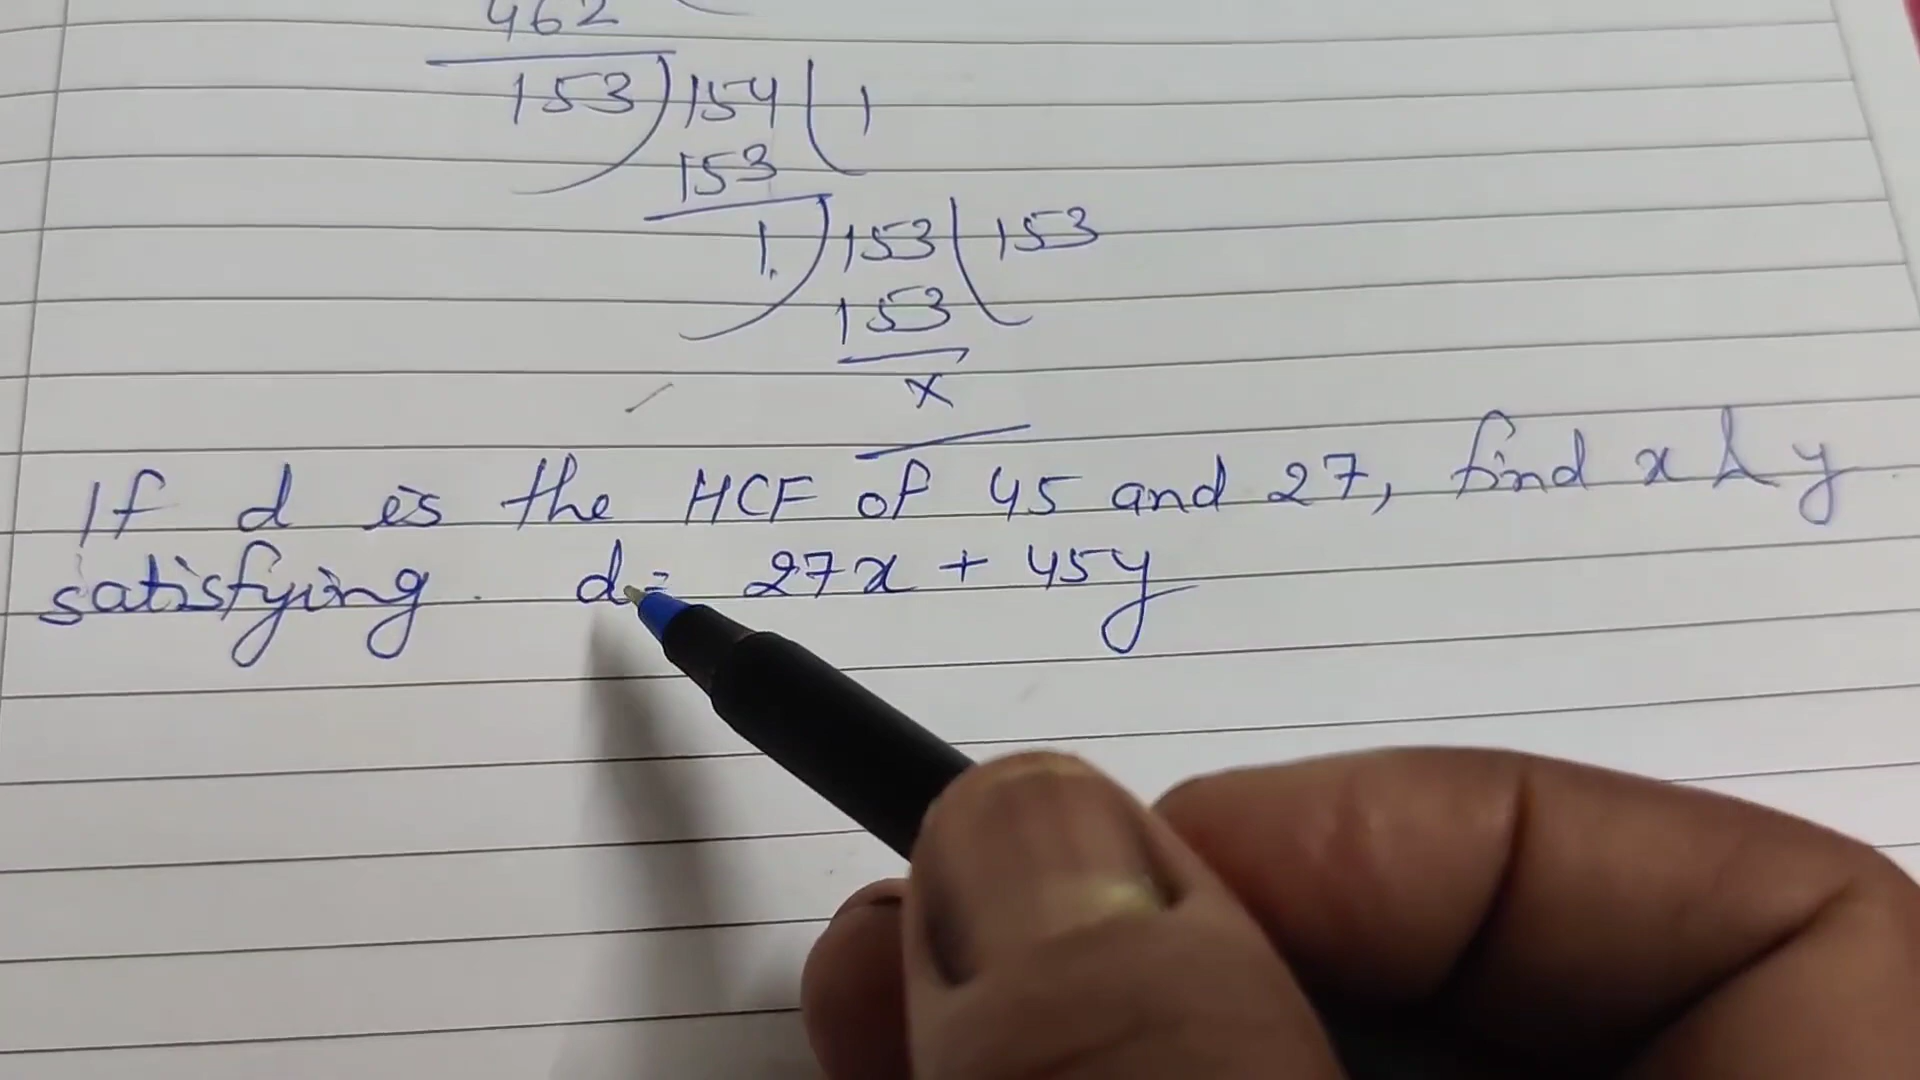 462
153 ) 154 ( 1
153
1. ) 153 ( 153
153
x
If d is the HCF of 45 and 27, find x & y
satisfying. d= 27x + 45y